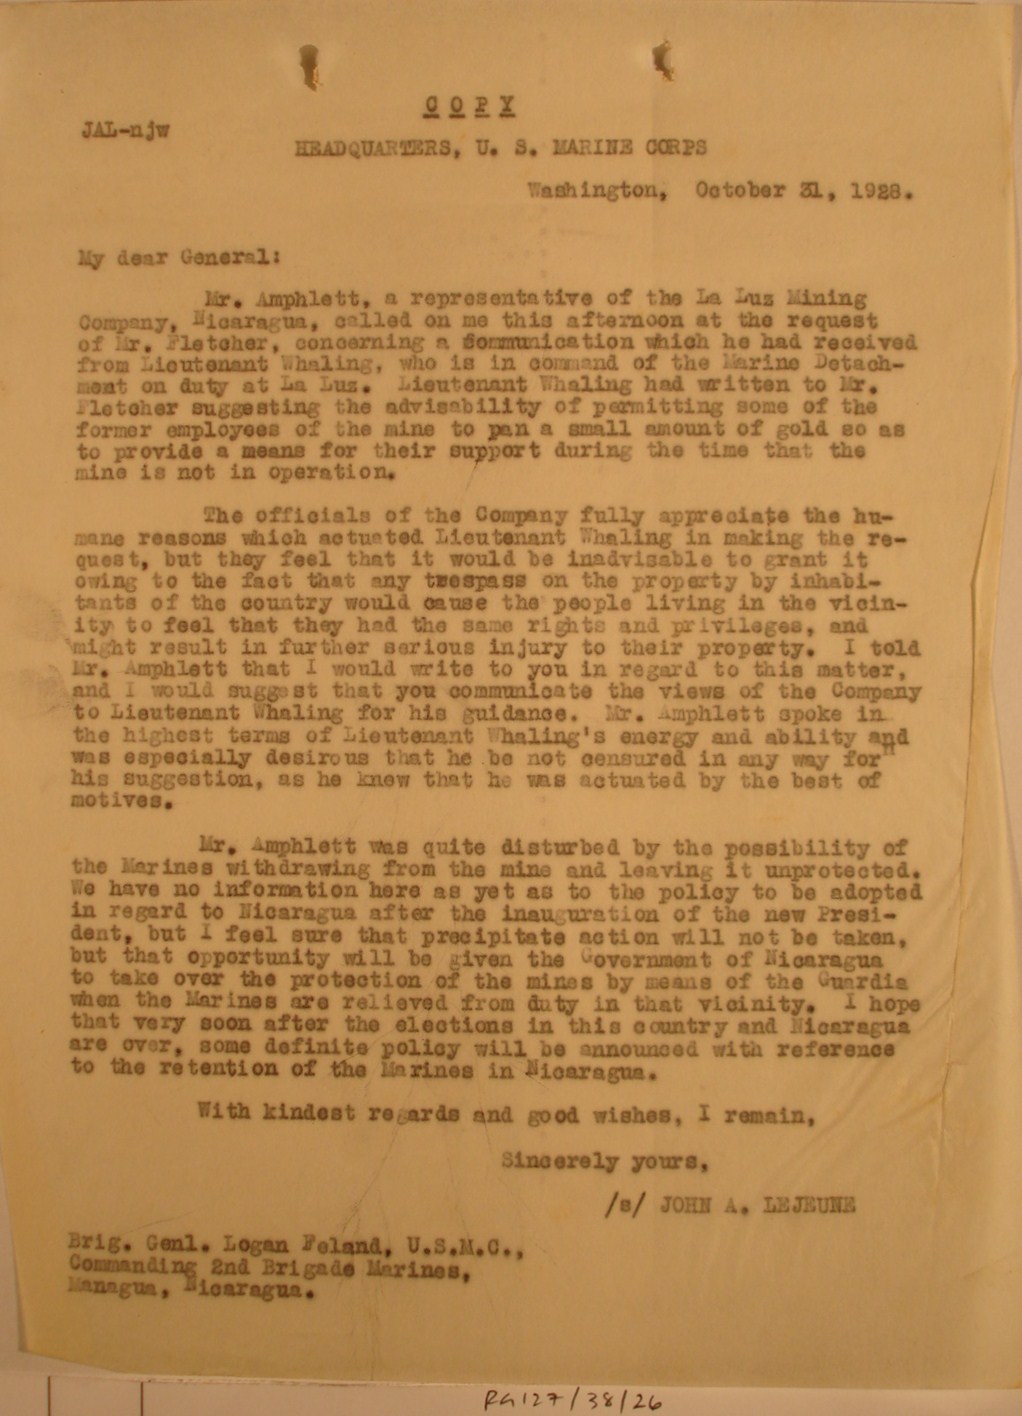 C O P Y
JAL-njw
HEADQUARTERS, U. S. MARINE CORPS
Washington, October 31, 1928.
My dear General:
Mr. Amphlett, a representative of the La Luz Mining
Company, Nicaragua, called on me this afternoon at the request
of Mr. Fletcher, concerning a communication which he had received
from Lieutenant Whaling, who is in command of the Marine Detach-
ment on duty at La Luz. Lieutenant Whaling had written to Mr.
Fletcher suggesting the advisability of permitting some of the
former employees of the mine to pan a small amount of gold so as
to provide a means for their support during the time that the
mine is not in operation.
The officials of the Company fully appreciate the hu-
mane reasons which actuated Lieutenant Whaling in making the re-
quest, but they feel that it would be inadvisable to grant it
owing to the fact that any trespass on the property by inhabi-
tants of the country would cause the people living in the vicin-
ity to feel that they had the same rights and privileges, and
might result in further serious injury to their property. I told
Mr. Amphlett that I would write to you in regard to this matter,
and I would suggest that you communicate the views of the Company
to Lieutenant Whaling for his guidance. Mr. Amphlett spoke in
the highest terms of Lieutenant Whaling's energy and ability and
was especially desirous that he be not censured in any way for
his suggestion, as he knew that he was actuated by the best of
motives.
Mr. Amphlett was quite disturbed by the possibility of
the Marines withdrawing from the mine and leaving it unprotected.
We have no information here as yet as to the policy to be adopted
in regard to Nicaragua after the inauguration of the new Presi-
dent, but I feel sure that precipitate action will not be taken,
but that opportunity will be given the Government of Nicaragua
to take over the protection of the mines by means of the Guardia
when the Marines are relieved from duty in that vicinity. I hope
that very soon after the elections in this country and Nicaragua
are over, some definite policy will be announced with reference
to the retention of the Marines in Nicaragua.
With kindest regards and good wishes, I remain,
Sincerely yours,
/s/ JOHN A. LEJEUNE
Brig. Genl. Logan Feland, U.S.M.C.,
Commanding 2nd Brigade Marines,
Managua, Nicaragua.
RG127/38/26